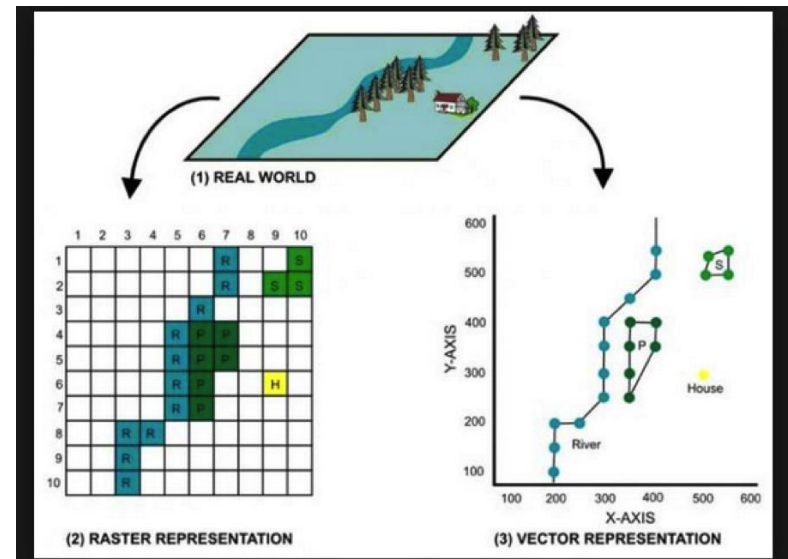 (1) REAL WORLD
1 2 3 4 5 6 7 8 9 10
1 R S
2 R S S
3 R
4 R P P
5 R P P
6 R P H
7 R P
8 R R
9 R
10 R
(2) RASTER REPRESENTATION
600
500
400
300
200
100
Y-AXIS
S
P
House
River
100 200 300 400 500 600
X-AXIS
(3) VECTOR REPRESENTATION